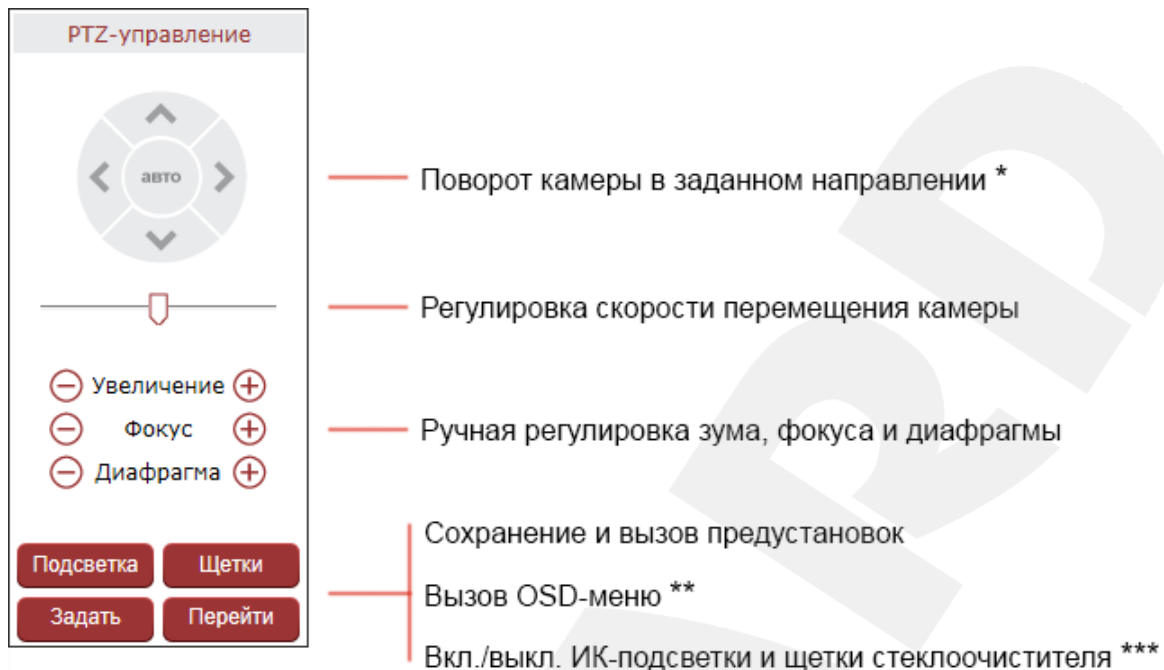 PTZ-управление
авто
Поворот камеры в заданном направлении *
Регулировка скорости перемещения камеры
Увеличение
Фокус
Диафрагма
Ручная регулировка зума, фокуса и диафрагмы
Подсветка Щетки
Задать Перейти
Сохранение и вызов предустановок
Вызов OSD-меню **
Вкл./выкл. ИК-подсветки и щетки стеклоочистителя ***